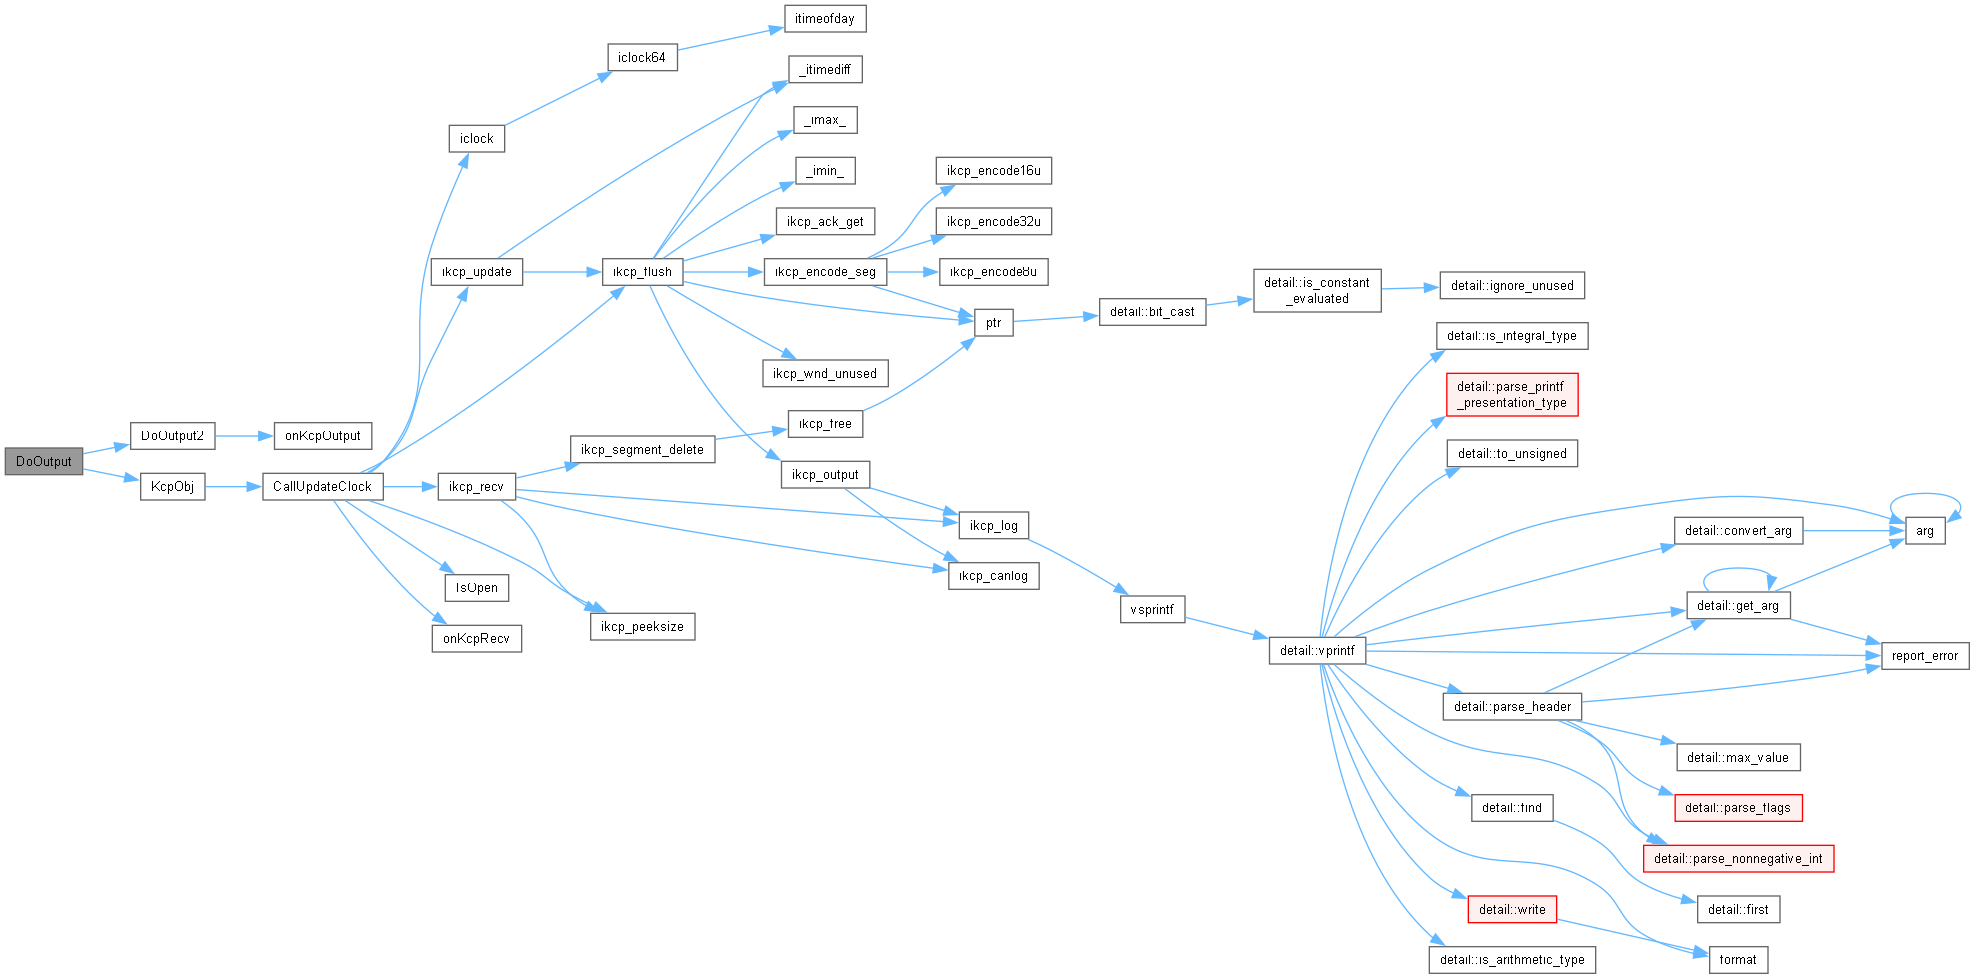 DoOutput
DoOutput2
KcpObj
onKcpOutput
CallUpdateClock
iclock
ikcp_update
ikcp_recv
IsOpen
onKcpRecv
iclock64
ikcp_flush
ikcp_segment_delete
ikcp_peeksize
itimeofday
_itimediff
_imax_
_imin_
ikcp_ack_get
ikcp_encode_seg
ikcp_wnd_unused
ikcp_free
ikcp_output
ikcp_encode16u
ikcp_encode32u
ikcp_encode8u
ptr
ikcp_log
ikcp_canlog
detail::bit_cast
vsprintf
detail::is_constant
_evaluated
detail::vprintf
detail::ignore_unused
detail::is_integral_type
detail::parse_printf
_presentation_type
detail::to_unsigned
detail::parse_header
detail::find
detail::write
detail::is_arithmetic_type
detail::convert_arg
detail::get_arg
detail::max_value
detail::parse_flags
detail::parse_nonnegative_int
detail::first
format
arg
report_error